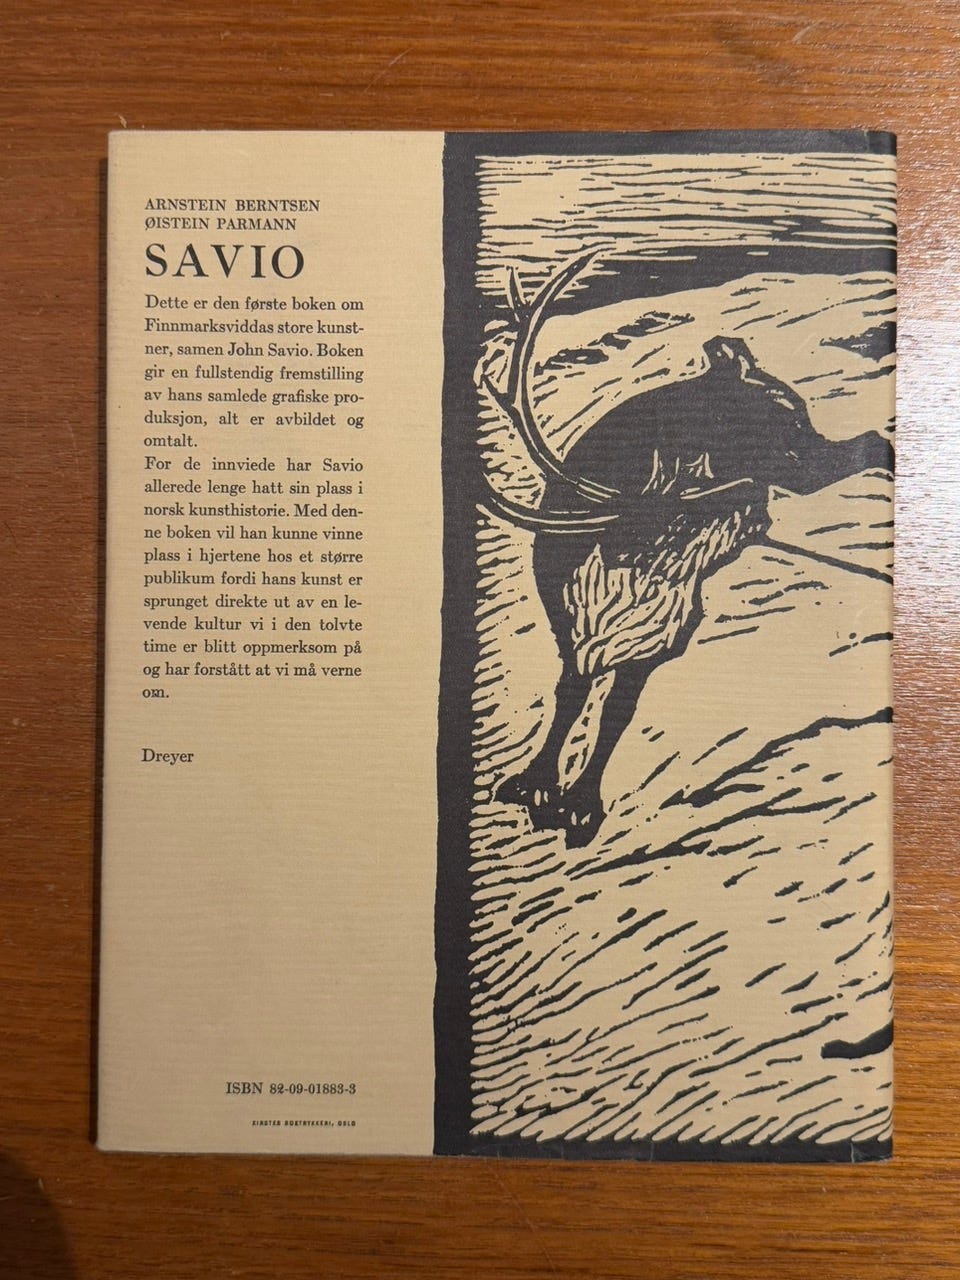 ARNSTEIN BERNTSEN
ØISTEIN PARMANN
SAVIO
Dette er den første boken om
Finnmarksviddas store kunst-
ner, samen John Savio. Boken
gir en fullstendig fremstilling
av hans samlede grafiske pro-
duksjon, alt er avbildet og
omtalt.
For de innviede har Savio
allerede lenge hatt sin plass i
norsk kunsthistorie. Med den-
ne boken vil han kunne vinne
plass i hjertene hos et større
publikum fordi hans kunst er
sprunget direkte ut av en le-
vende kultur vi i den tolvte
time er blitt oppmerksom på
og har forstått at vi må verne
om.
Dreyer
ISBN 82-09-01883-3
KIRSTES BOKTRYKKERI, OSLO